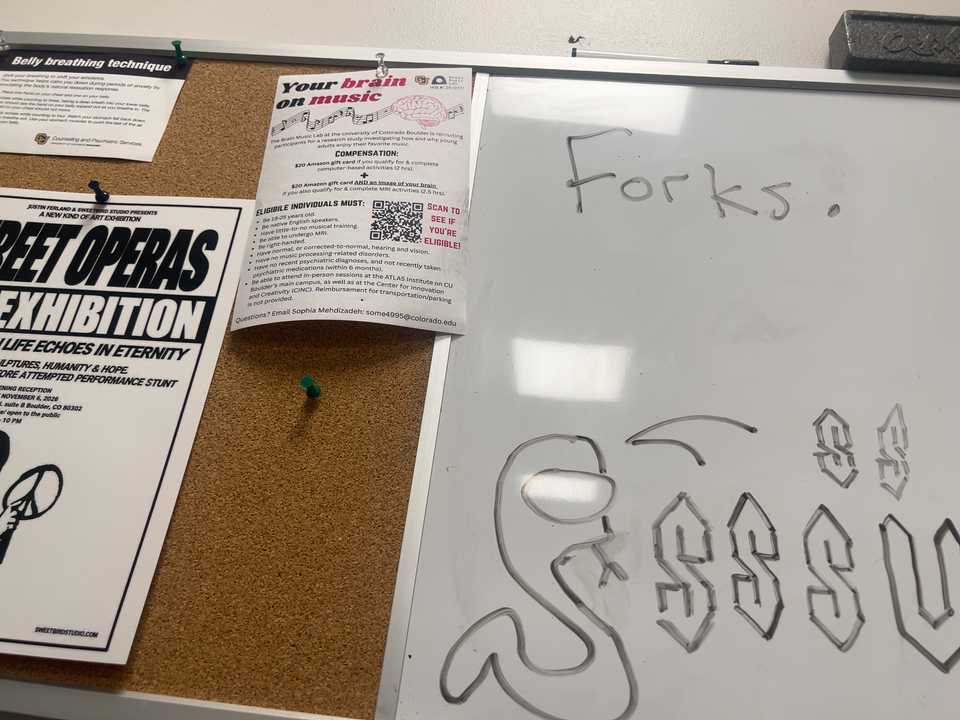 Belly breathing technique
Counseling and Psychiatric Services
Your brain
on music
The Brain Music Lab at the University of Colorado Boulder is recruiting
participants for a research study investigating how and why young
adults enjoy their favorite music.
COMPENSATION:
$20 Amazon gift card if you qualify for & complete
computer-based activities (2 hrs).
+
$20 Amazon gift card AND an image of your brain
if you also qualify for & complete MRI activities (2.5 hrs).
ELIGIBLE INDIVIDUALS MUST:
• Be 18-25 years old.
• Be native English speakers.
• Have little-to-no musical training.
• Be able to undergo MRI.
• Be right-handed.
• Have normal, or corrected-to-normal, hearing and vision.
• Have no music processing-related disorders.
• Have no recent psychiatric diagnoses, and not recently taken
psychiatric medications (within 6 months).
• Be able to attend in-person sessions at the ATLAS Institute on CU
Boulder's main campus, as well as at the Center for Innovation
and Creativity (CINC). Reimbursement for transportation/parking
is not provided.
SCAN TO
SEE IF
YOU'RE
ELIGIBLE!
Questions? Email Sophia Mehdizadeh: some4995@colorado.edu
JUSTIN FERLAND & SWEETBIRD STUDIO PRESENTS
A NEW KIND OF ART EXHIBITION
REET OPERAS
EXHIBITION
LIFE ECHOES IN ETERNITY
LPTURES, HUMANITY & HOPE.
ORE ATTEMPTED PERFORMANCE STUNT
NING RECEPTION
NOVEMBER 6, 2026
suite B Boulder, CO 80302
open to the public
- 10 PM
SWEETBIRDSTUDIO.COM
Forks.
S S
S S S U